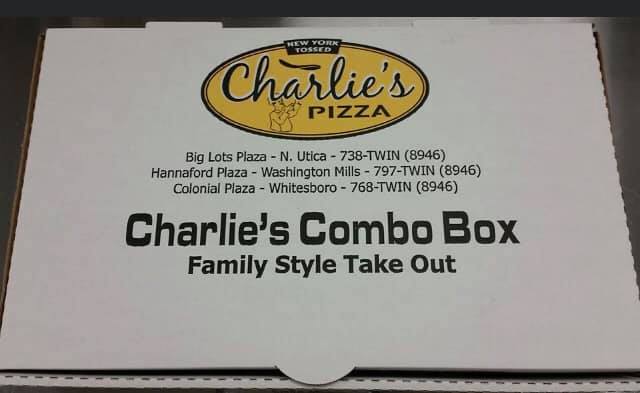 NEW YORK
TOSSED
Charlie's
PIZZA
Big Lots Plaza - N. Utica - 738-TWIN (8946)
Hannaford Plaza - Washington Mills - 797-TWIN (8946)
Colonial Plaza - Whitesboro - 768-TWIN (8946)
Charlie's Combo Box
Family Style Take Out